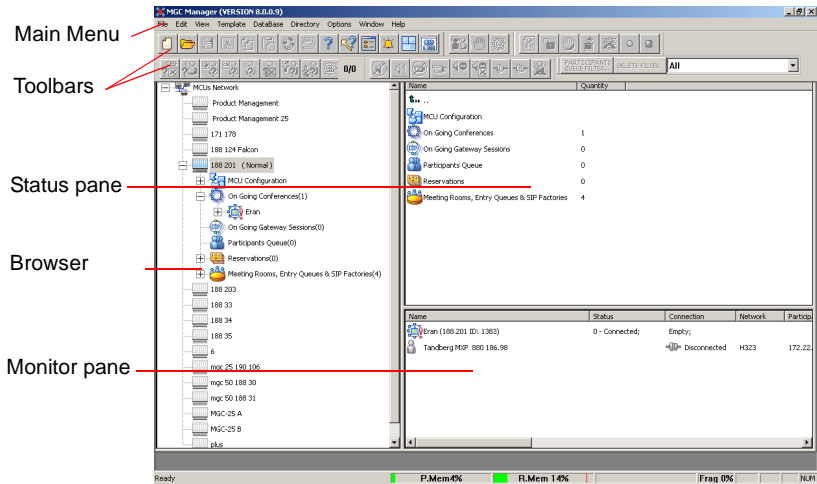 MGC Manager (VERSION 8.0.0.9)
File Edit View Template DataBase Directory Options Window Help
Main Menu
Toolbars
0/0
PARTICIPANTS QUEUE FILTER..
DELETE FILTER
All
MCUs Network
Product Management
Product Management 25
171 178
188 124 Falcon
188 201 (Normal)
MCU Configuration
On Going Conferences(1)
Eran
On Going Gateway Sessions(0)
Participants Queue(0)
Reservations(0)
Meeting Rooms, Entry Queues & SIP Factories(4)
188 203
188 33
188 34
188 35
6
mgc 25 190 106
mgc 50 188 30
mgc 50 188 31
MGC-25 A
MGC-25 B
plus
Status pane
Browser
Monitor pane
Name Quantity
..
MCU Configuration
On Going Conferences 1
On Going Gateway Sessions 0
Participants Queue 0
Reservations 0
Meeting Rooms, Entry Queues & SIP Factories 4
Name Status Connection Network Particip
Eran (188 201 ID: 1383) 0 - Connected; Empty;
Tandberg MXP 880 186.98 Disconnected H323 172.22.
Ready P.Mem4% R.Mem 14% Frag 0% NUM